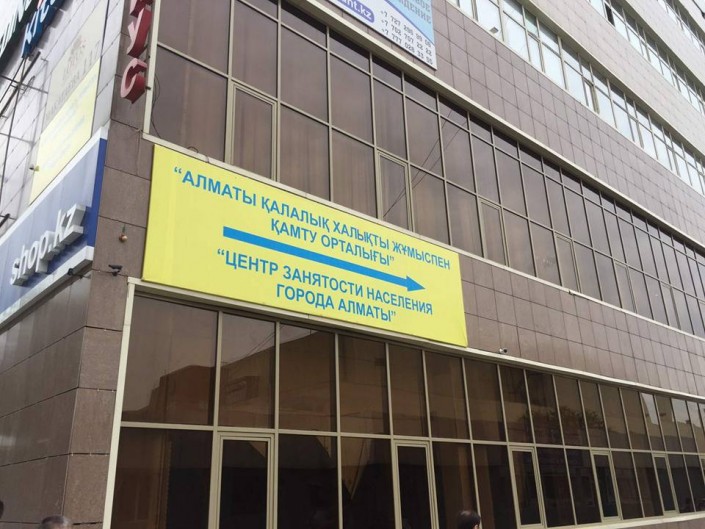 "АЛМАТЫ ҚАЛАЛЫҚ ХАЛЫҚТЫ ЖҰМЫСПЕН
ҚАМТУ ОРТАЛЫҒЫ"
"ЦЕНТР ЗАНЯТОСТИ НАСЕЛЕНИЯ
ГОРОДА АЛМАТЫ"
shop.kz